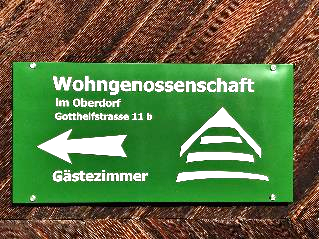 Wohngenossenschaft
Im Oberdorf
Gotthelfstrasse 11 b
Gästezimmer